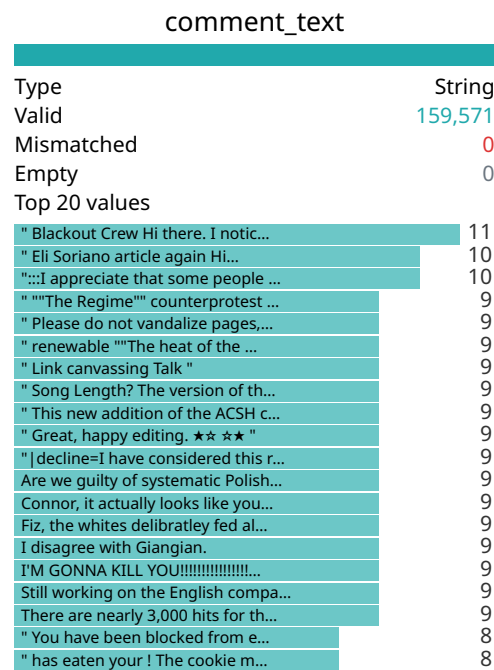 comment_text
Type String
Valid 159,571
Mismatched 0
Empty 0
Top 20 values
" Blackout Crew Hi there. I notic... 11
" Eli Soriano article again Hi... 10
":::I appreciate that some people ... 10
" ""The Regime"" counterprotest ... 9
" Please do not vandalize pages,... 9
" renewable ""The heat of the ... 9
" Link canvassing Talk " 9
" Song Length? The version of th... 9
" This new addition of the ACSH c... 9
" Great, happy editing. ★☆ ☆★ " 9
"|decline=I have considered this r... 9
Are we guilty of systematic Polish... 9
Connor, it actually looks like you... 9
Fiz, the whites delibratley fed al... 9
I disagree with Giangian. 9
I'M GONNA KILL YOU!!!!!!!!!!!!!!!!... 9
Still working on the English compa... 9
There are nearly 3,000 hits for th... 9
" You have been blocked from e... 8
" has eaten your ! The cookie m... 8